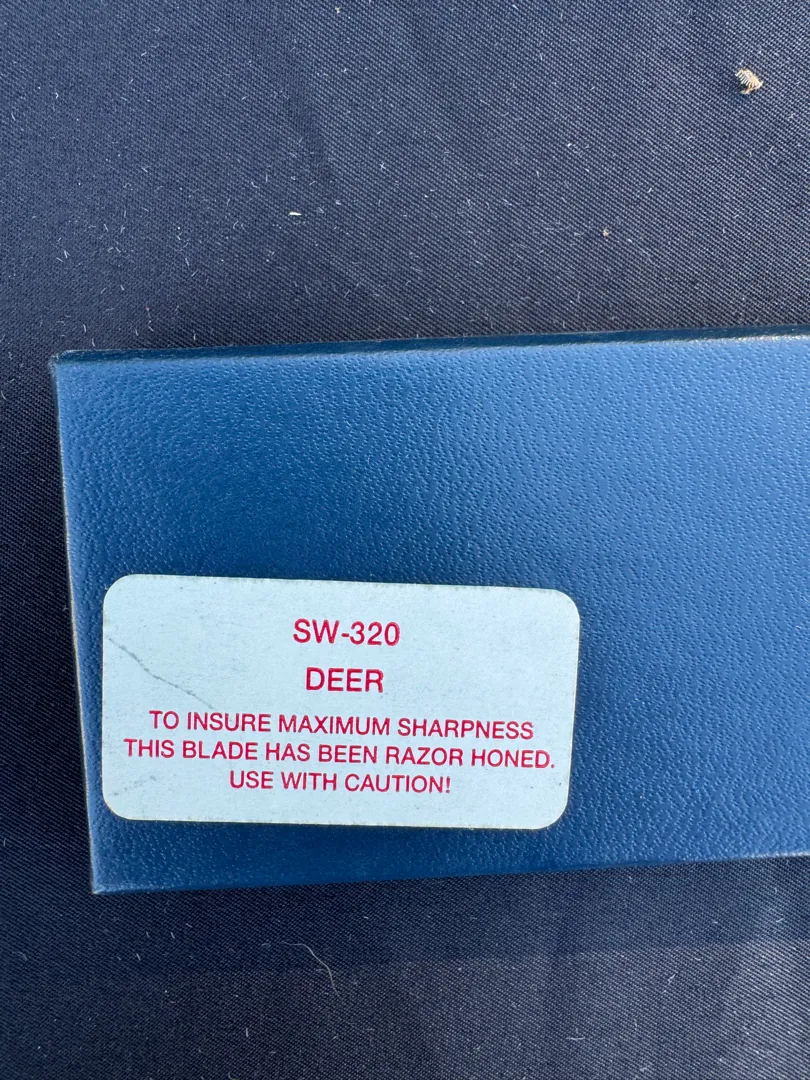 SW-320
DEER
TO INSURE MAXIMUM SHARPNESS
THIS BLADE HAS BEEN RAZOR HONED.
USE WITH CAUTION!